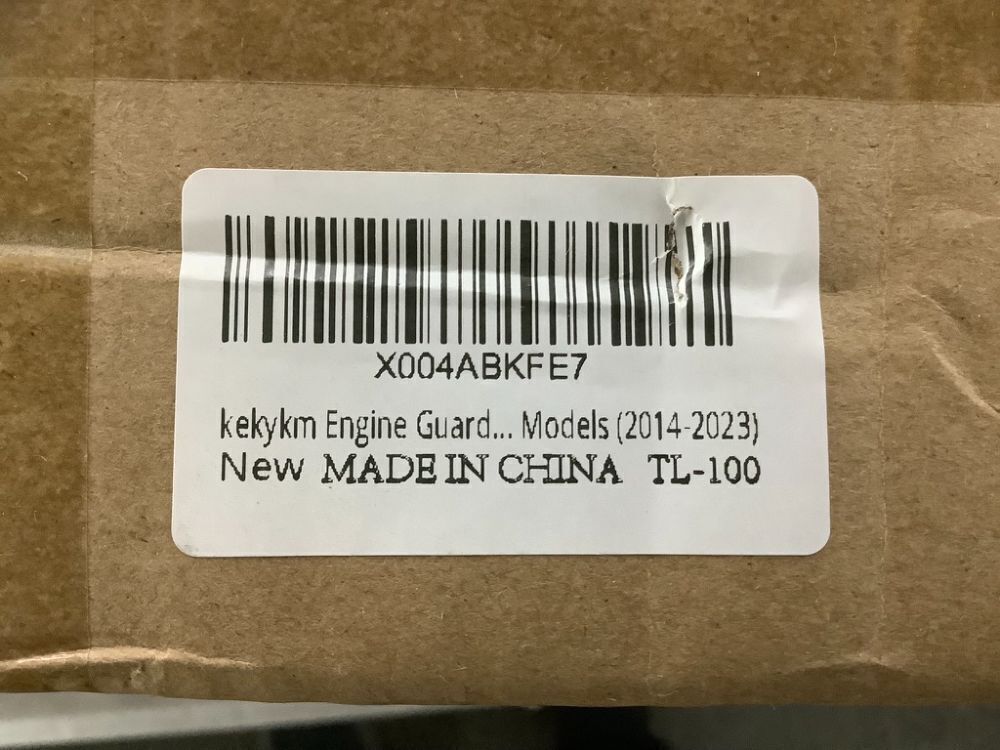 X004ABKFE7
kekykm Engine Guard... Models (2014-2023)
New MADE IN CHINA TL-100